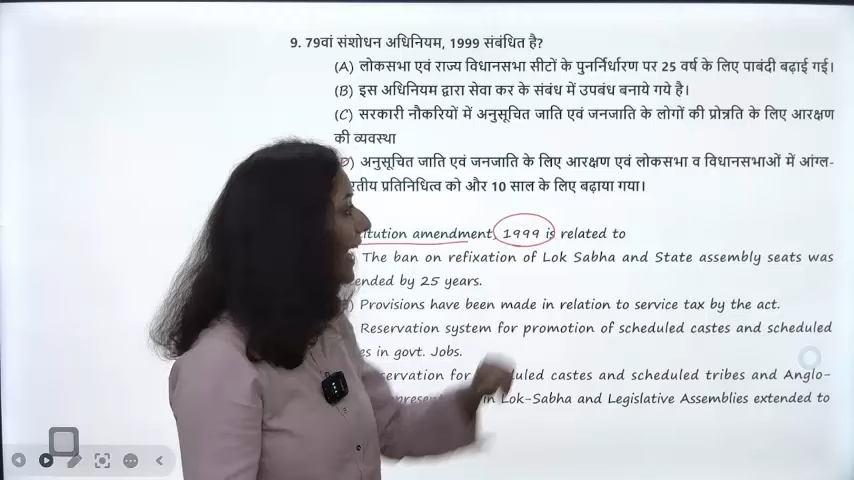 9. 79वां संशोधन अधिनियम, 1999 संबंधित है?
(A) लोकसभा एवं राज्य विधानसभा सीटों के पुनर्निर्धारण पर 25 वर्ष के लिए पाबंदी बढ़ाई गई।
(B) इस अधिनियम द्वारा सेवा कर के संबंध में उपबंध बनाये गये है।
(C) सरकारी नौकरियों में अनुसूचित जाति एवं जनजाति के लोगों की प्रोन्नति के लिए आरक्षण
की व्यवस्था
अनुसूचित जाति एवं जनजाति के लिए आरक्षण एवं लोकसभा व विधानसभाओं में आंग्ल-
प्रतिनिधित्व को और 10 साल के लिए बढ़ाया गया।
amendment, 1999 is related to
The ban on refixation of Lok Sabha and State assembly seats was
by 25 years.
Provisions have been made in relation to service tax by the act.
Reservation system for promotion of scheduled castes and scheduled
in govt. Jobs.
for castes and scheduled tribes and Anglo-
in Lok-Sabha and Legislative Assemblies extended to